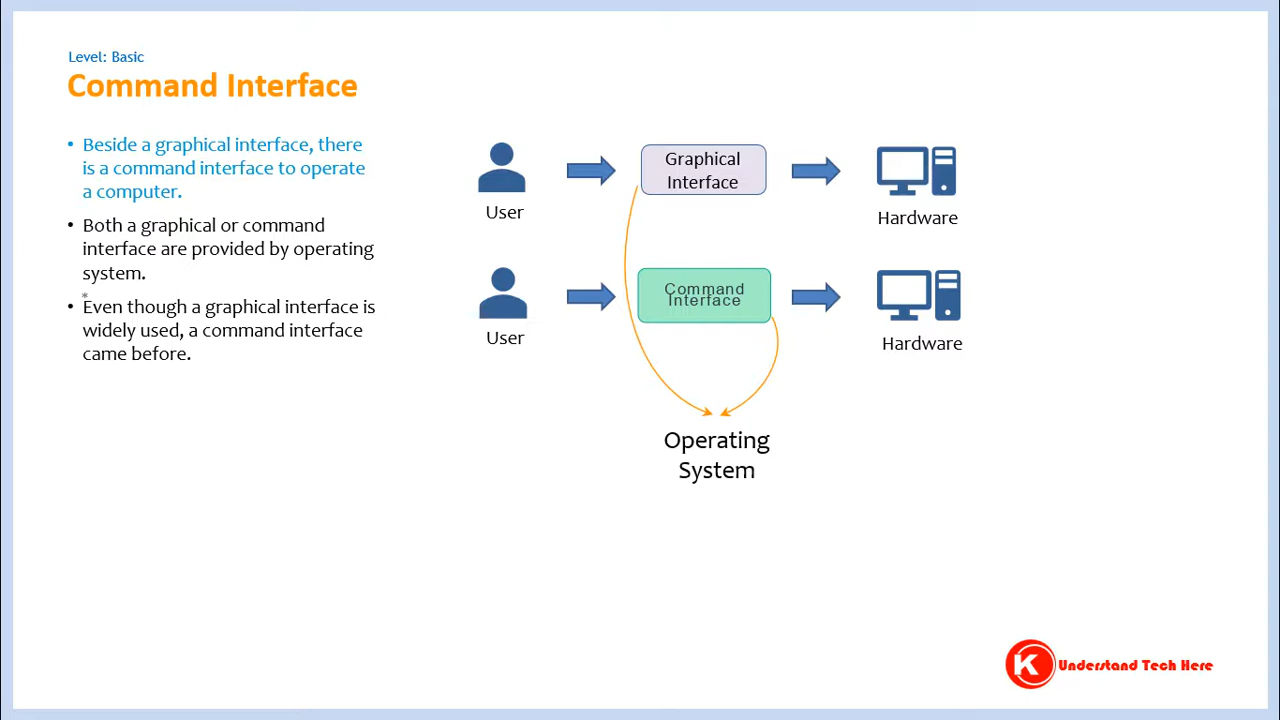 Level: Basic
Command Interface
• Beside a graphical interface, there
is a command interface to operate
a computer.
• Both a graphical or command
interface are provided by operating
system.
• *Even though a graphical interface is
widely used, a command interface
came before.
Graphical
Interface
User
Hardware
Command
Interface
User
Hardware
Operating
System
K Understand Tech Here